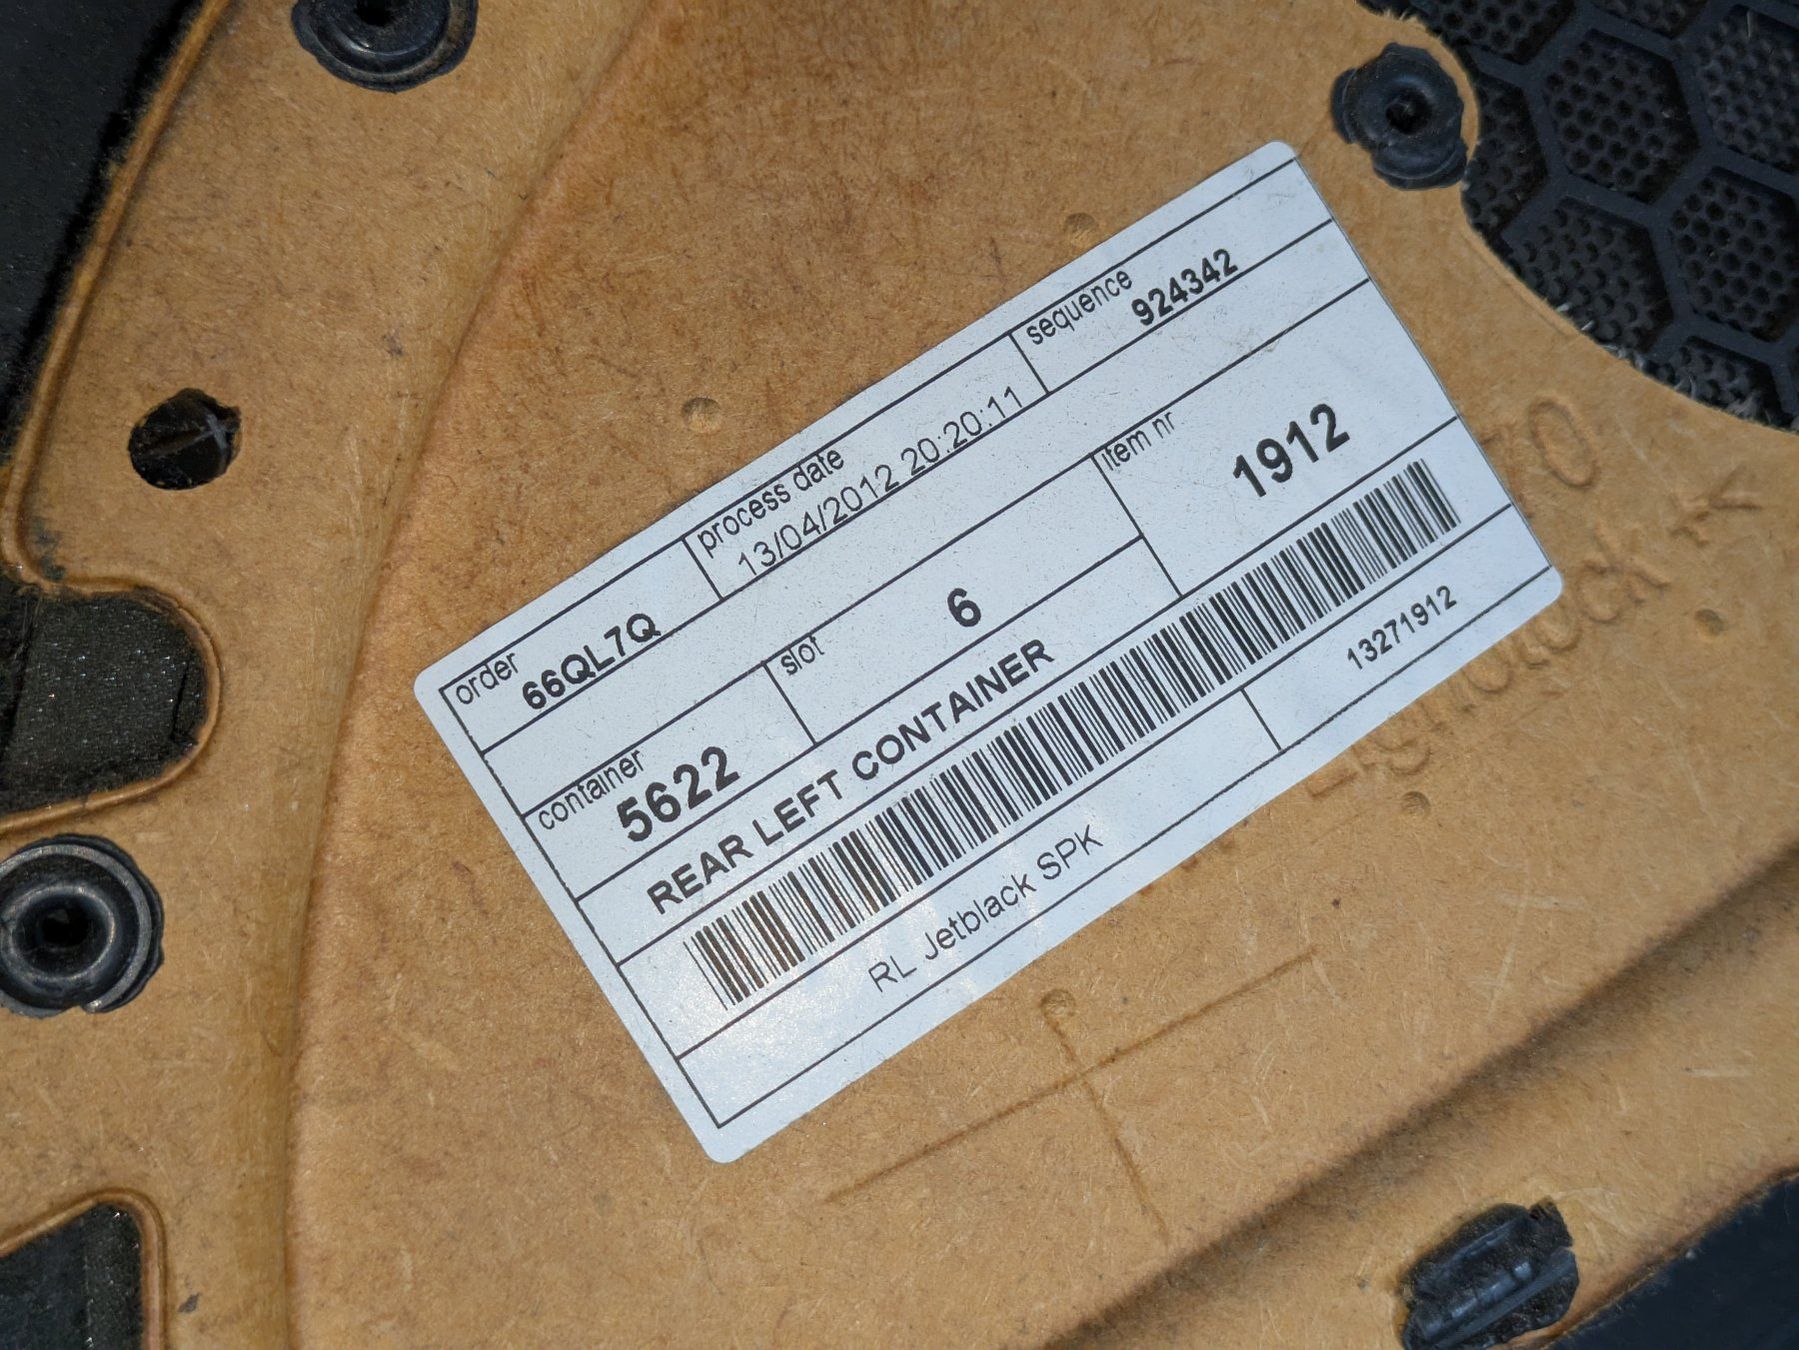 order
66QL7Q
process date
13/04/2012 20:20:11
sequence
924342
container
5622
slot
6
item nr
1912
REAR LEFT CONTAINER
RL Jetblack SPK
13271912
Lignotock